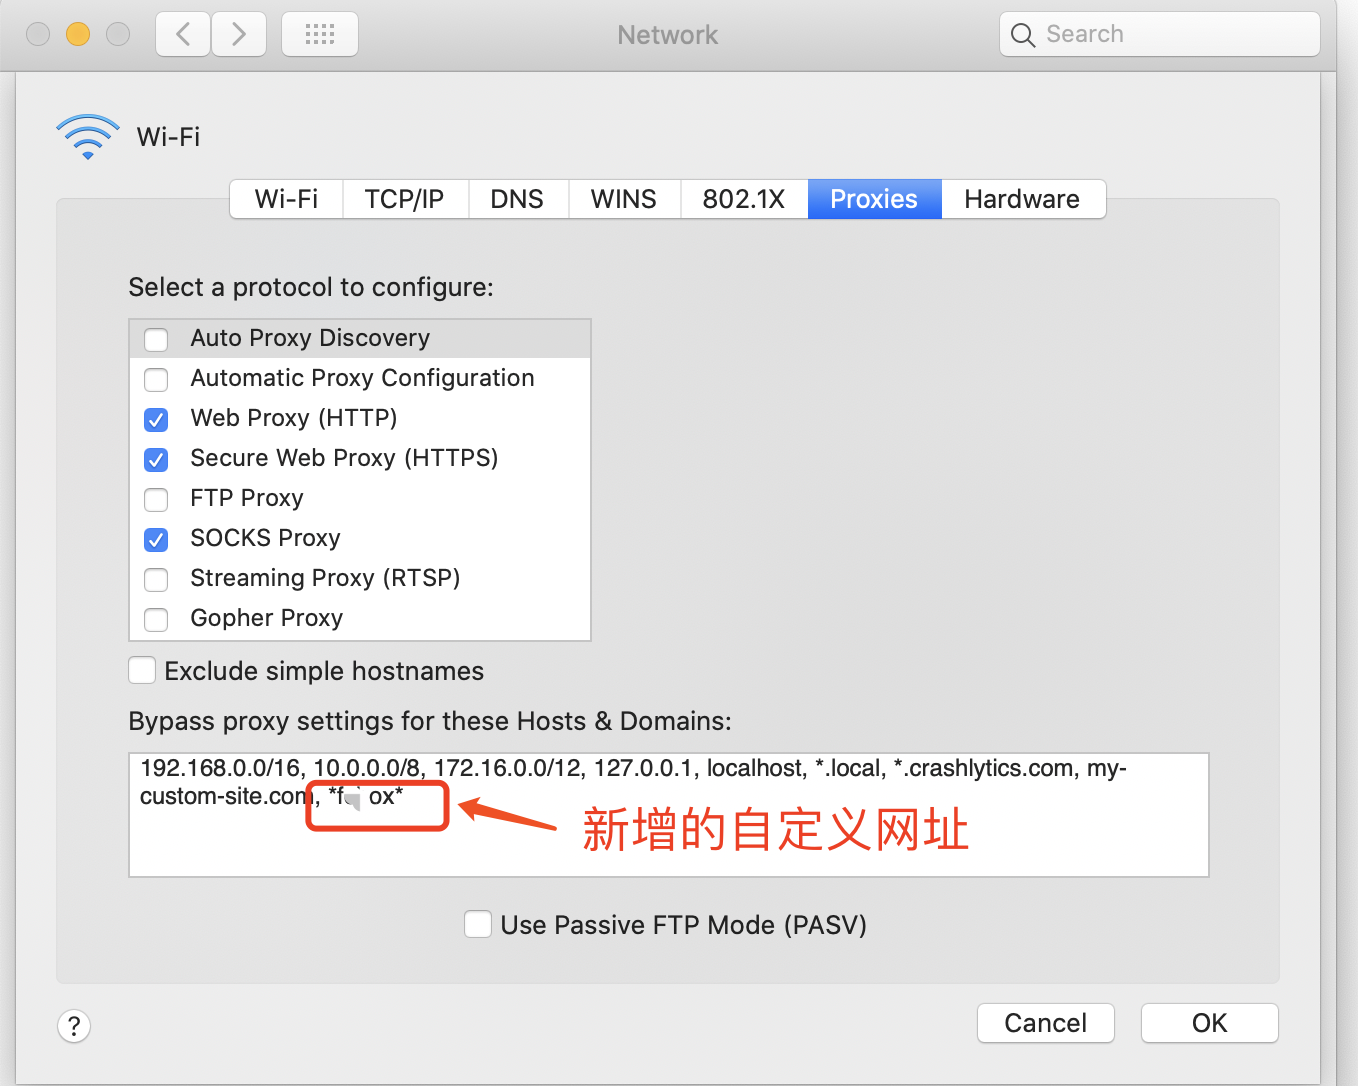 Network
Search
Wi-Fi
Wi-Fi
TCP/IP
DNS
WINS
802.1X
Proxies
Hardware
Select a protocol to configure:
Auto Proxy Discovery
Automatic Proxy Configuration
Web Proxy (HTTP)
Secure Web Proxy (HTTPS)
FTP Proxy
SOCKS Proxy
Streaming Proxy (RTSP)
Gopher Proxy
Exclude simple hostnames
Bypass proxy settings for these Hosts & Domains:
192.168.0.0/16, 10.0.0.0/8, 172.16.0.0/12, 127.0.0.1, localhost, *.local, *.crashlytics.com, my-
custom-site.com,
新增的自定义网址
Use Passive FTP Mode (PASV)
?
Cancel
OK